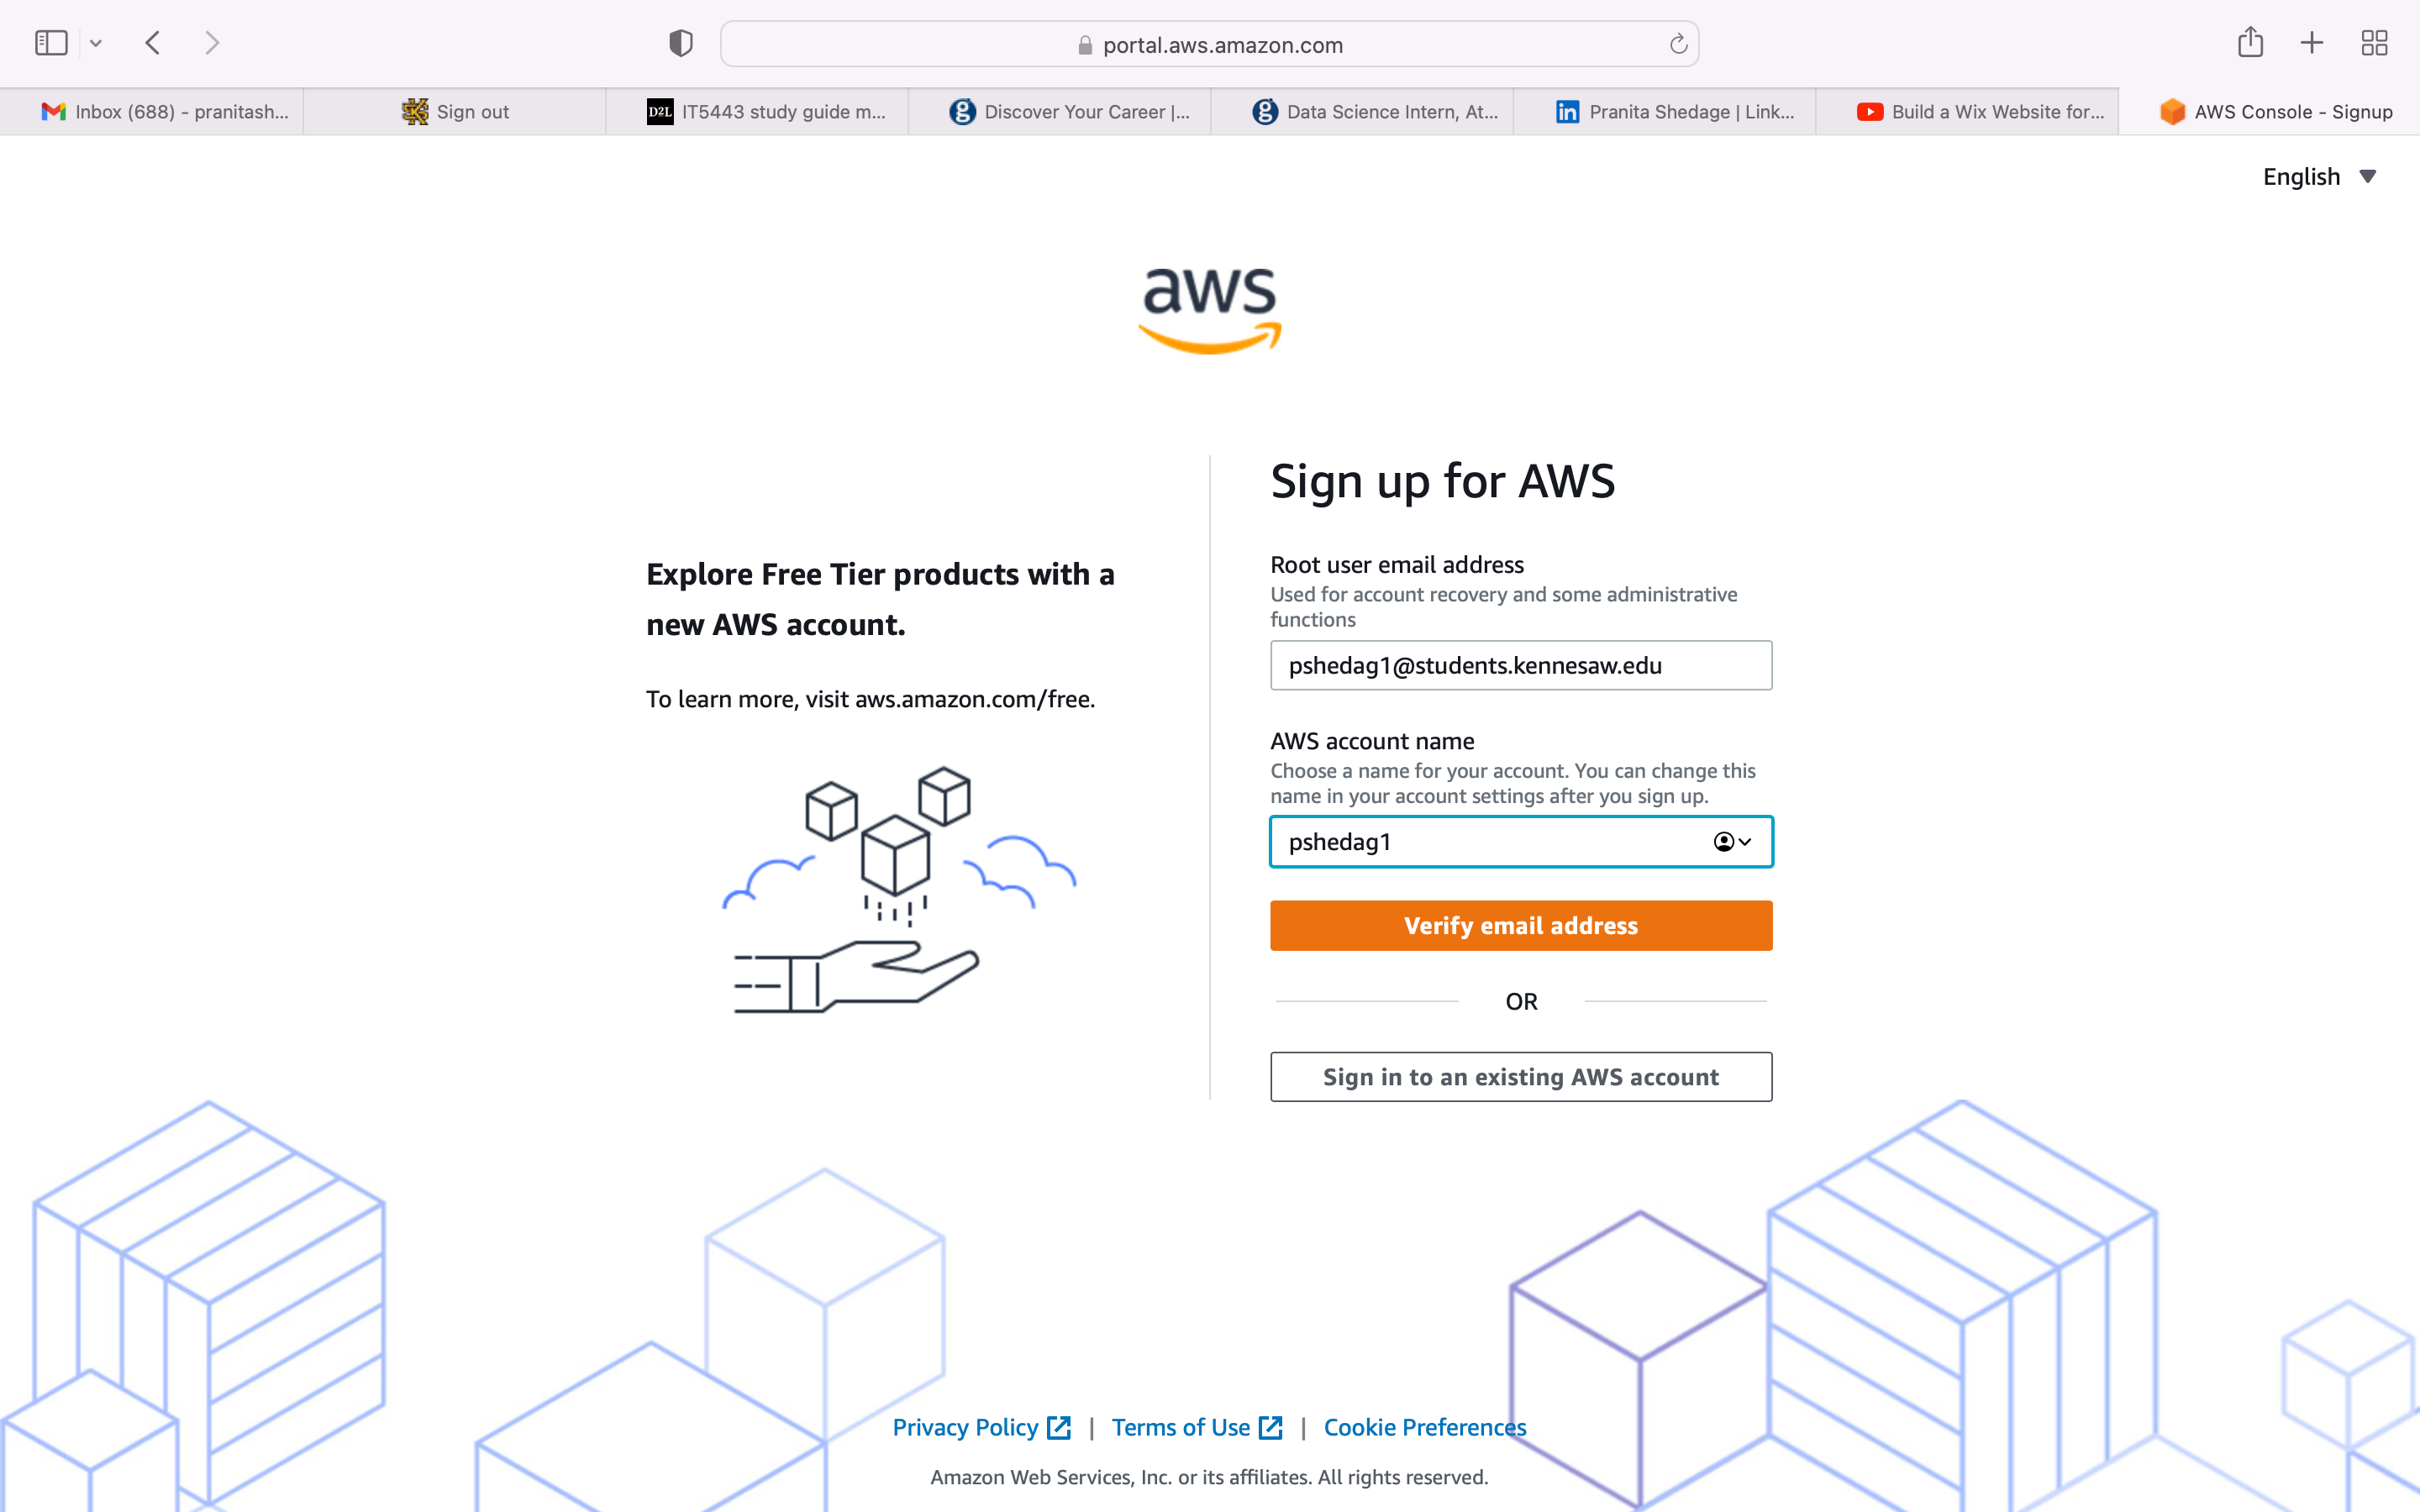 portal.aws.amazon.com
Inbox (688) - pranitash...
Sign out
D2L IT5443 study guide m...
Discover Your Career |...
Data Science Intern, At...
in Pranita Shedage | Link...
Build a Wix Website for...
AWS Console - Signup
English
aws
Explore Free Tier products with a
new AWS account.
To learn more, visit aws.amazon.com/free.
Sign up for AWS
Root user email address
Used for account recovery and some administrative
functions
pshedag1@students.kennesaw.edu
AWS account name
Choose a name for your account. You can change this
name in your account settings after you sign up.
pshedag1
Verify email address
OR
Sign in to an existing AWS account
Privacy Policy | Terms of Use | Cookie Preferences
Amazon Web Services, Inc. or its affiliates. All rights reserved.